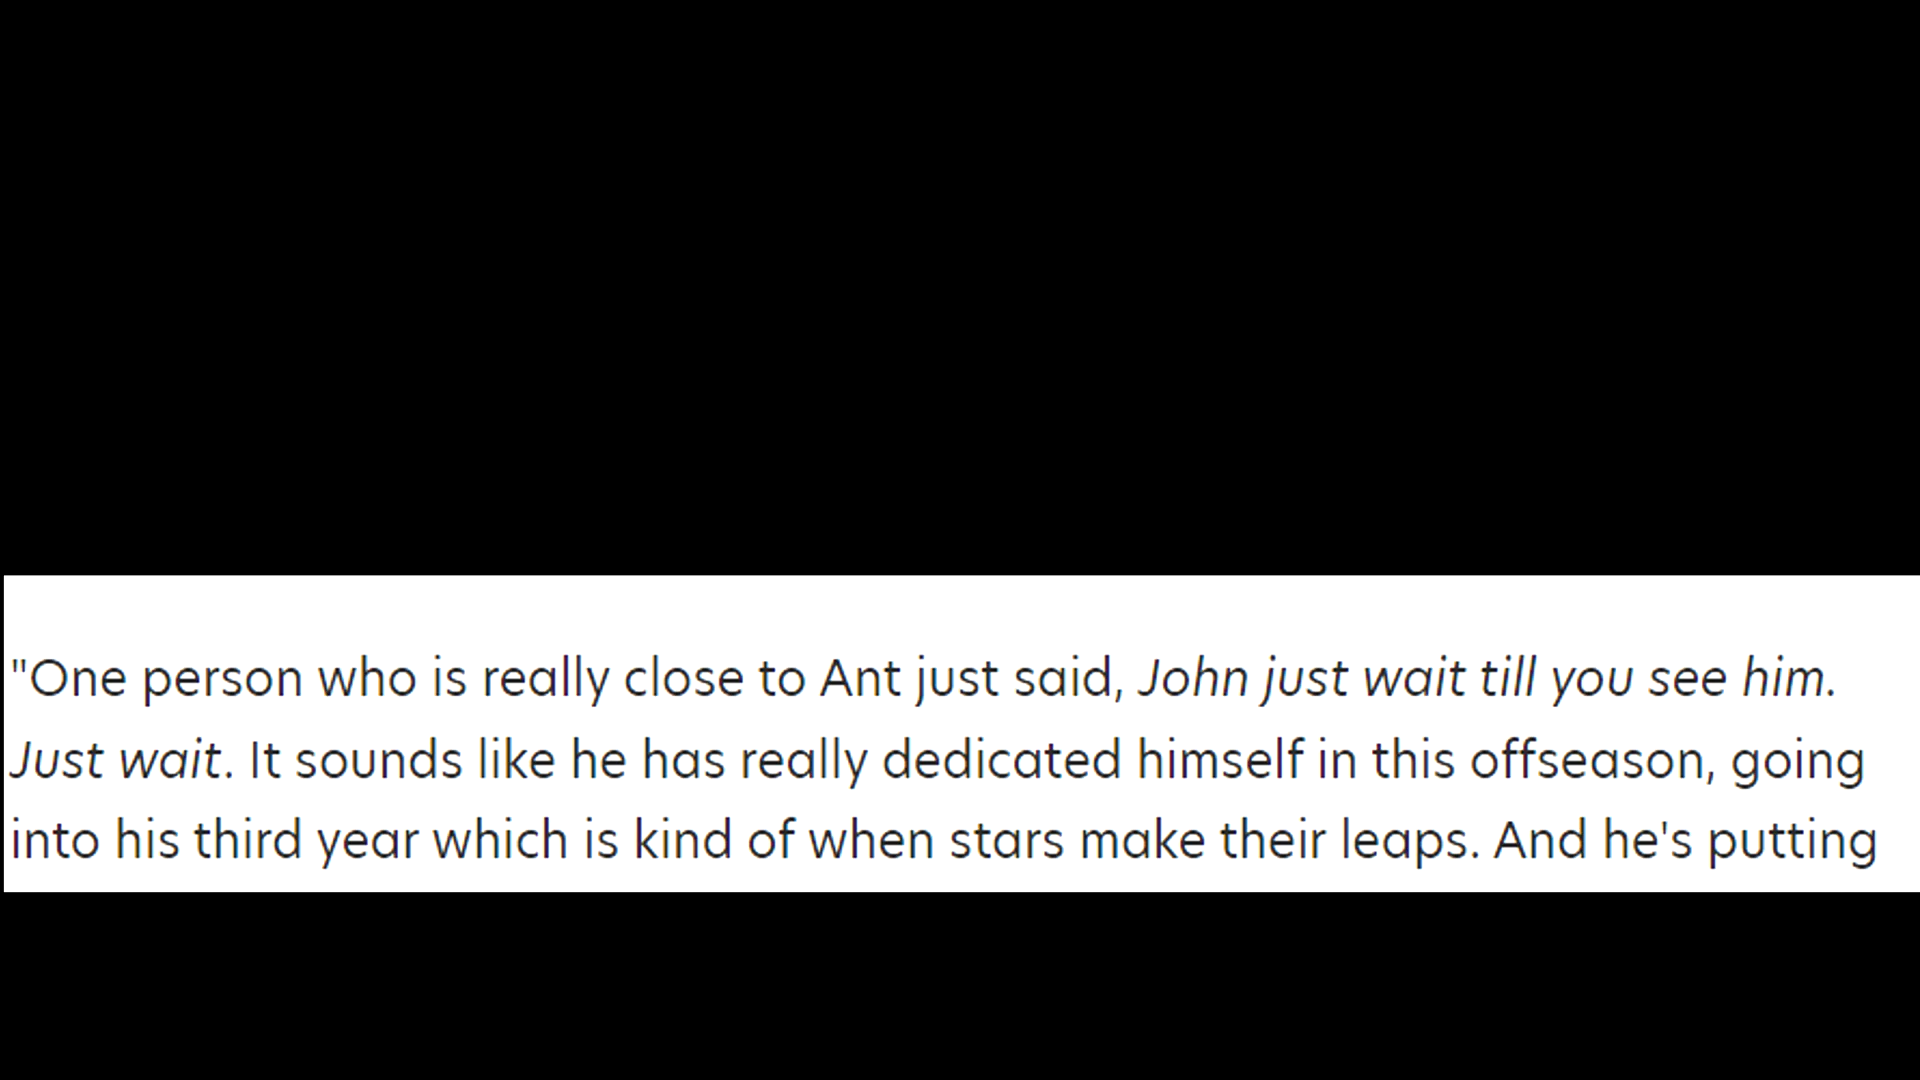 "One person who is really close to Ant just said, John just wait till you see him.
Just wait. It sounds like he has really dedicated himself in this offseason, going
into his third year which is kind of when stars make their leaps. And he's putting